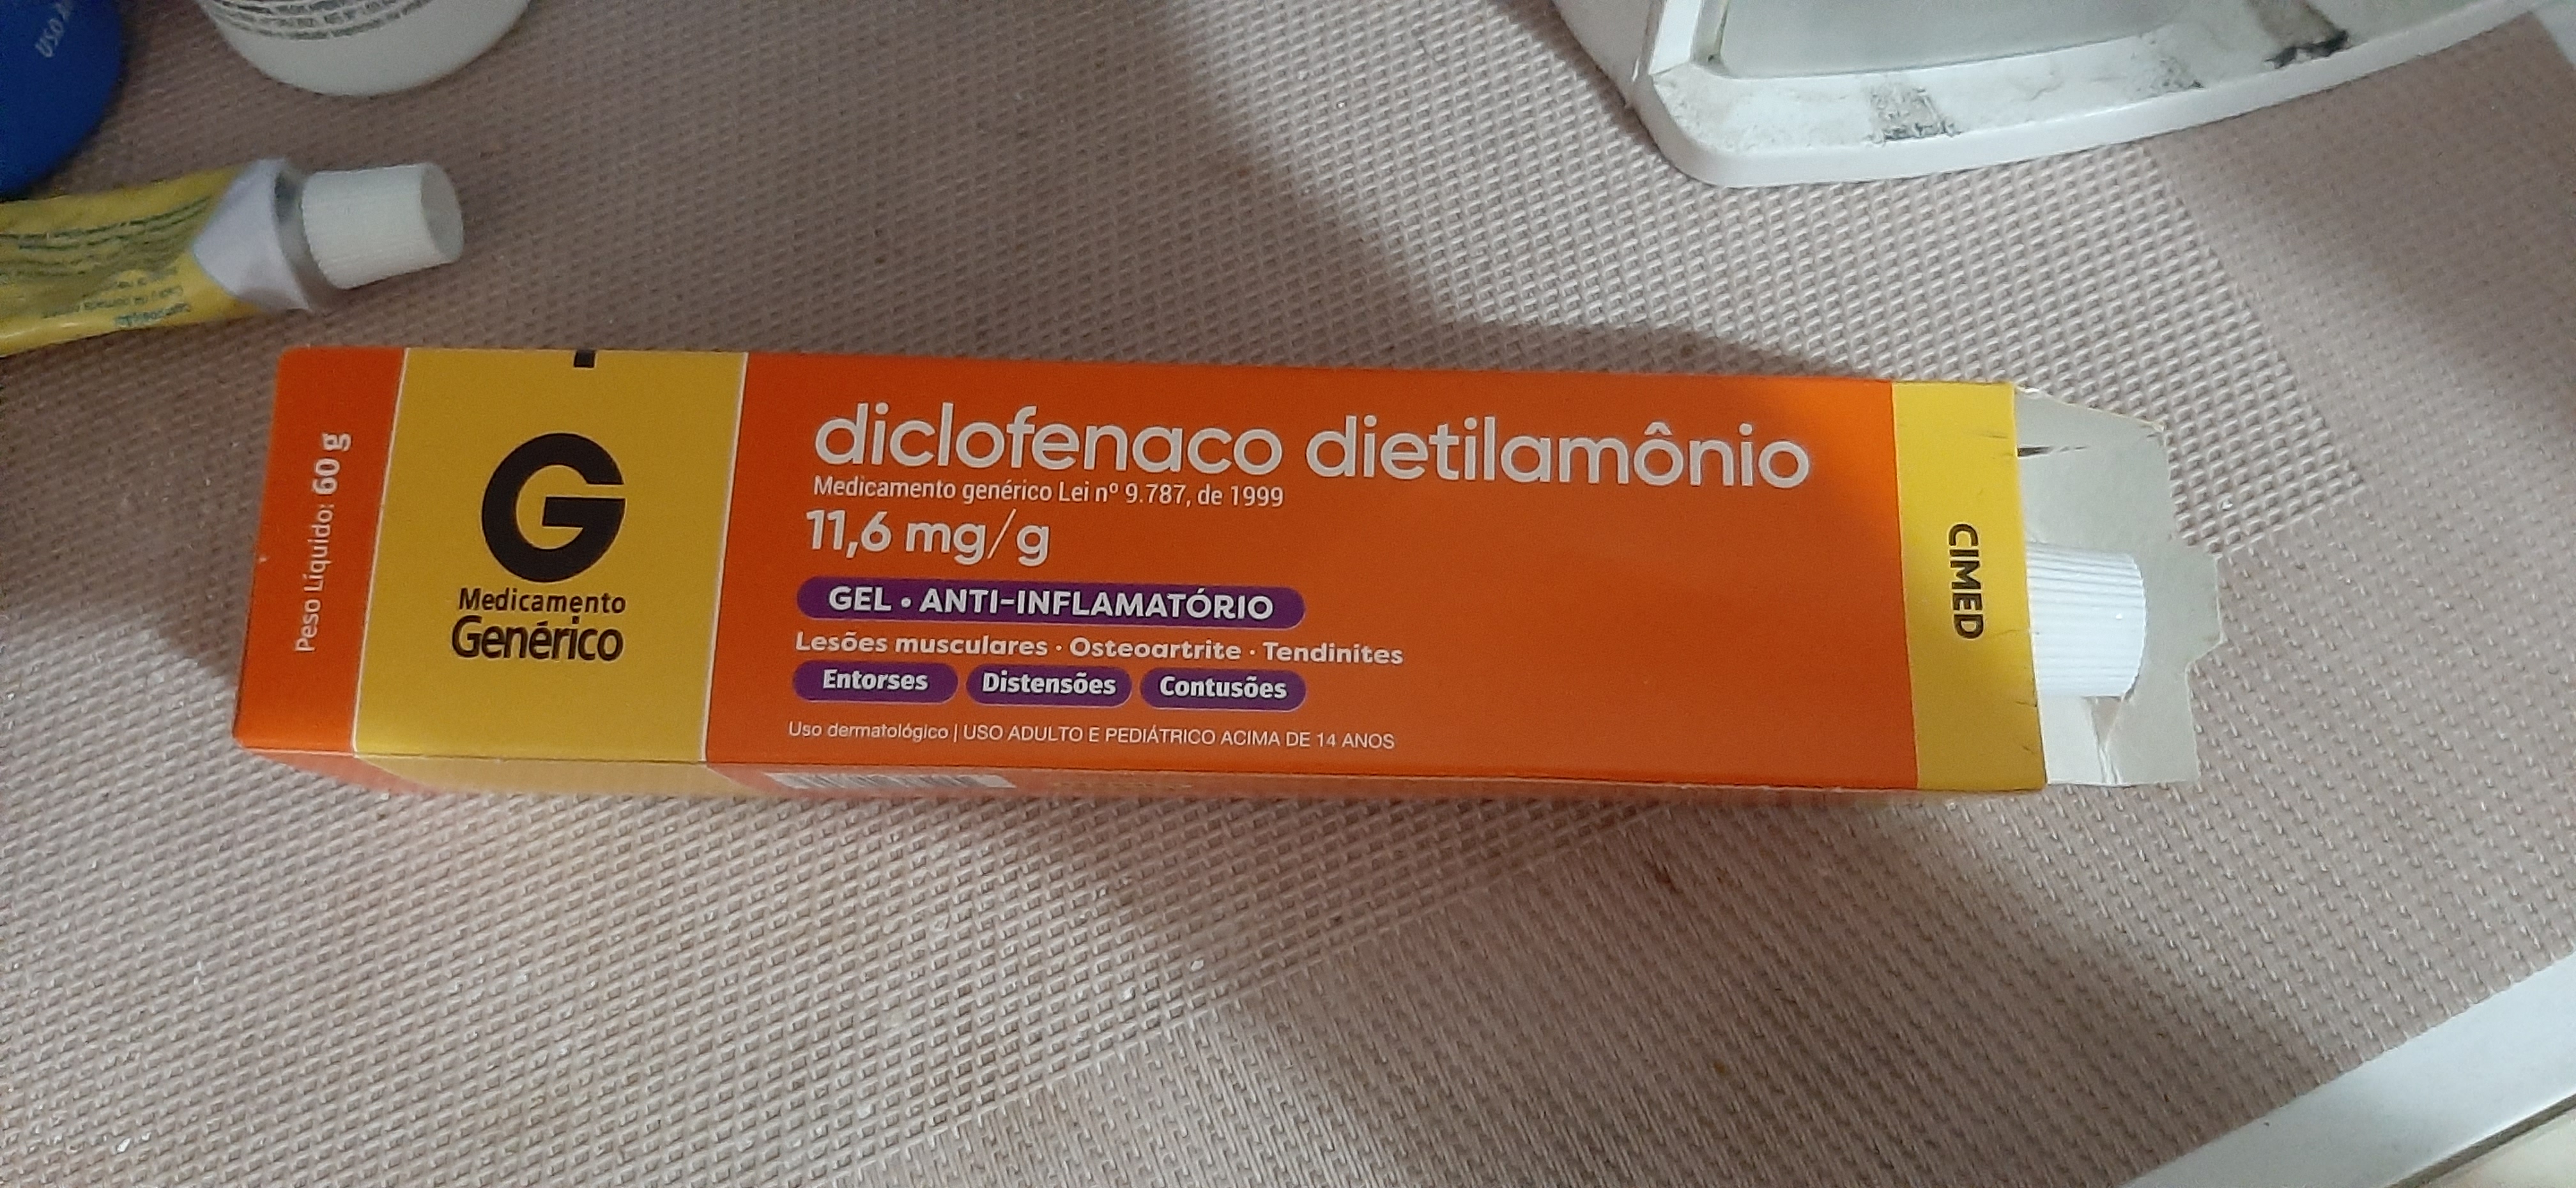 USO A
Peso Líquido: 60 g
G
Medicamento
Genérico
diclofenaco dietilamônio
Medicamento genérico Lei nº 9.787, de 1999
11,6 mg/g
GEL • ANTI-INFLAMATÓRIO
Lesões musculares · Osteoartrite · Tendinites
Entorses Distensões Contusões
Uso dermatológico | USO ADULTO E PEDIÁTRICO ACIMA DE 14 ANOS
CIMED